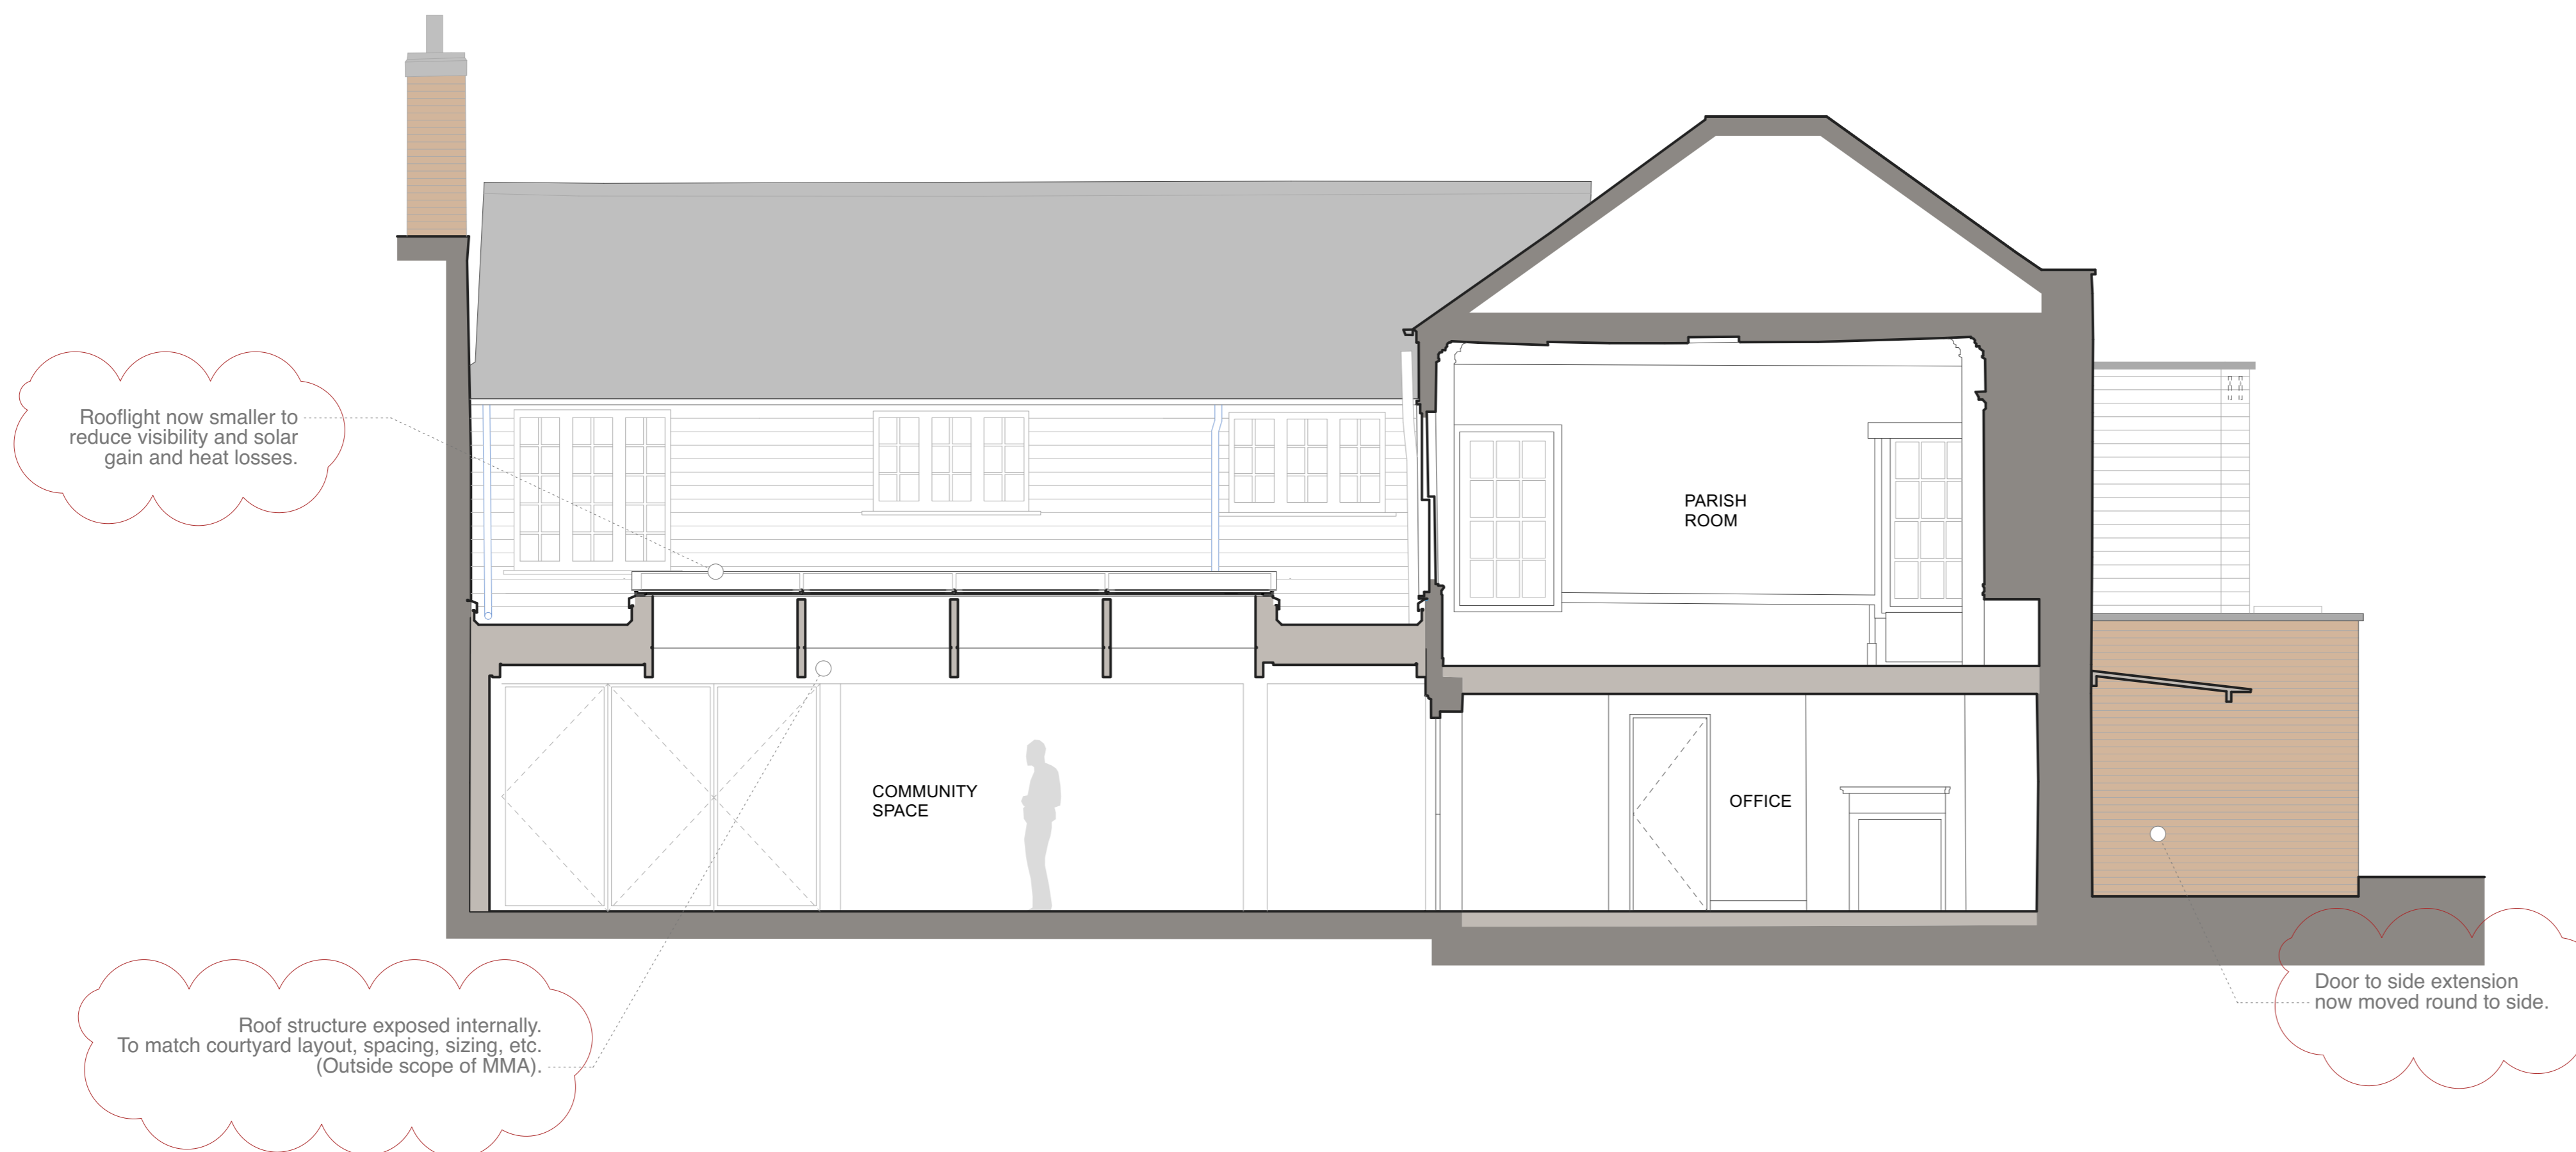 Rooflight now smaller to
reduce visibility and solar
gain and heat losses.
PARISH
ROOM
COMMUNITY
SPACE
OFFICE
Roof structure exposed internally.
To match courtyard layout, spacing, sizing, etc.
(Outside scope of MMA).
Door to side extension
now moved round to side.